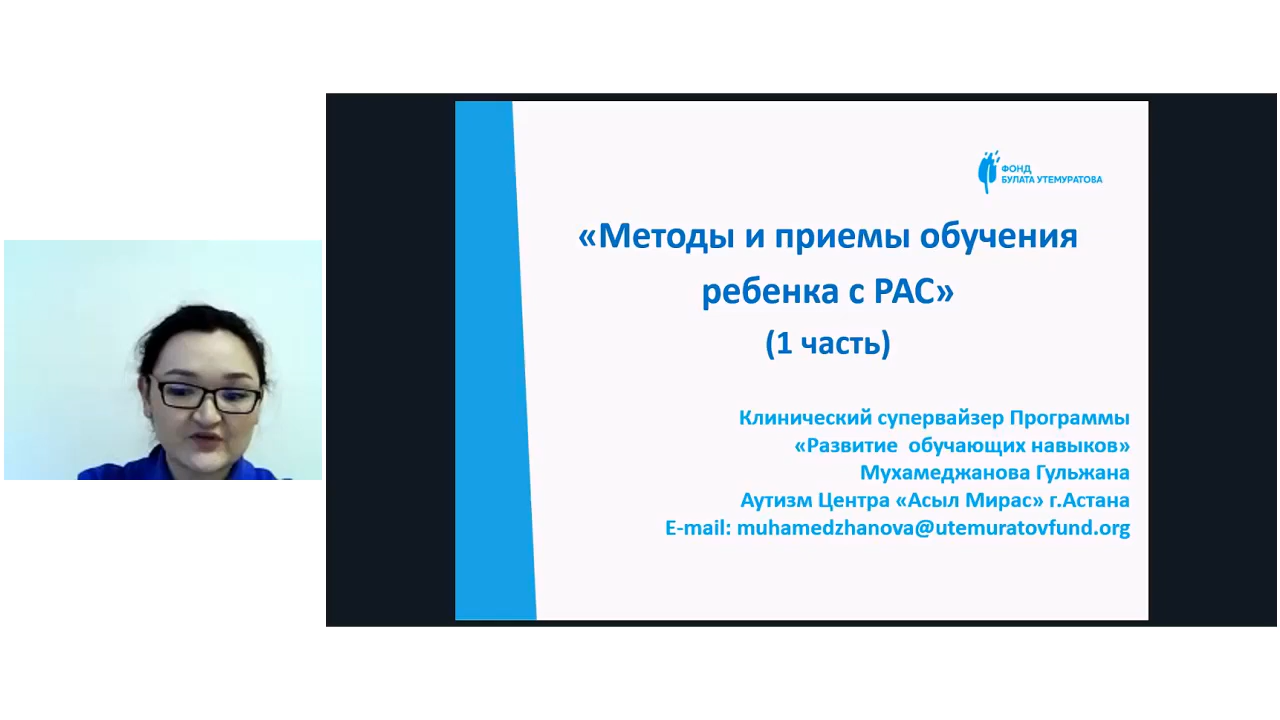 ФОНД
БУЛАТА УТЕМУРАТОВА
«Методы и приемы обучения
ребенка с РАС»
(1 часть)
Клинический супервайзер Программы
«Развитие обучающих навыков»
Мухамеджанова Гульжана
Аутизм Центра «Асыл Мирас» г.Астана
E-mail: muhamedzhanova@utemuratovfund.org